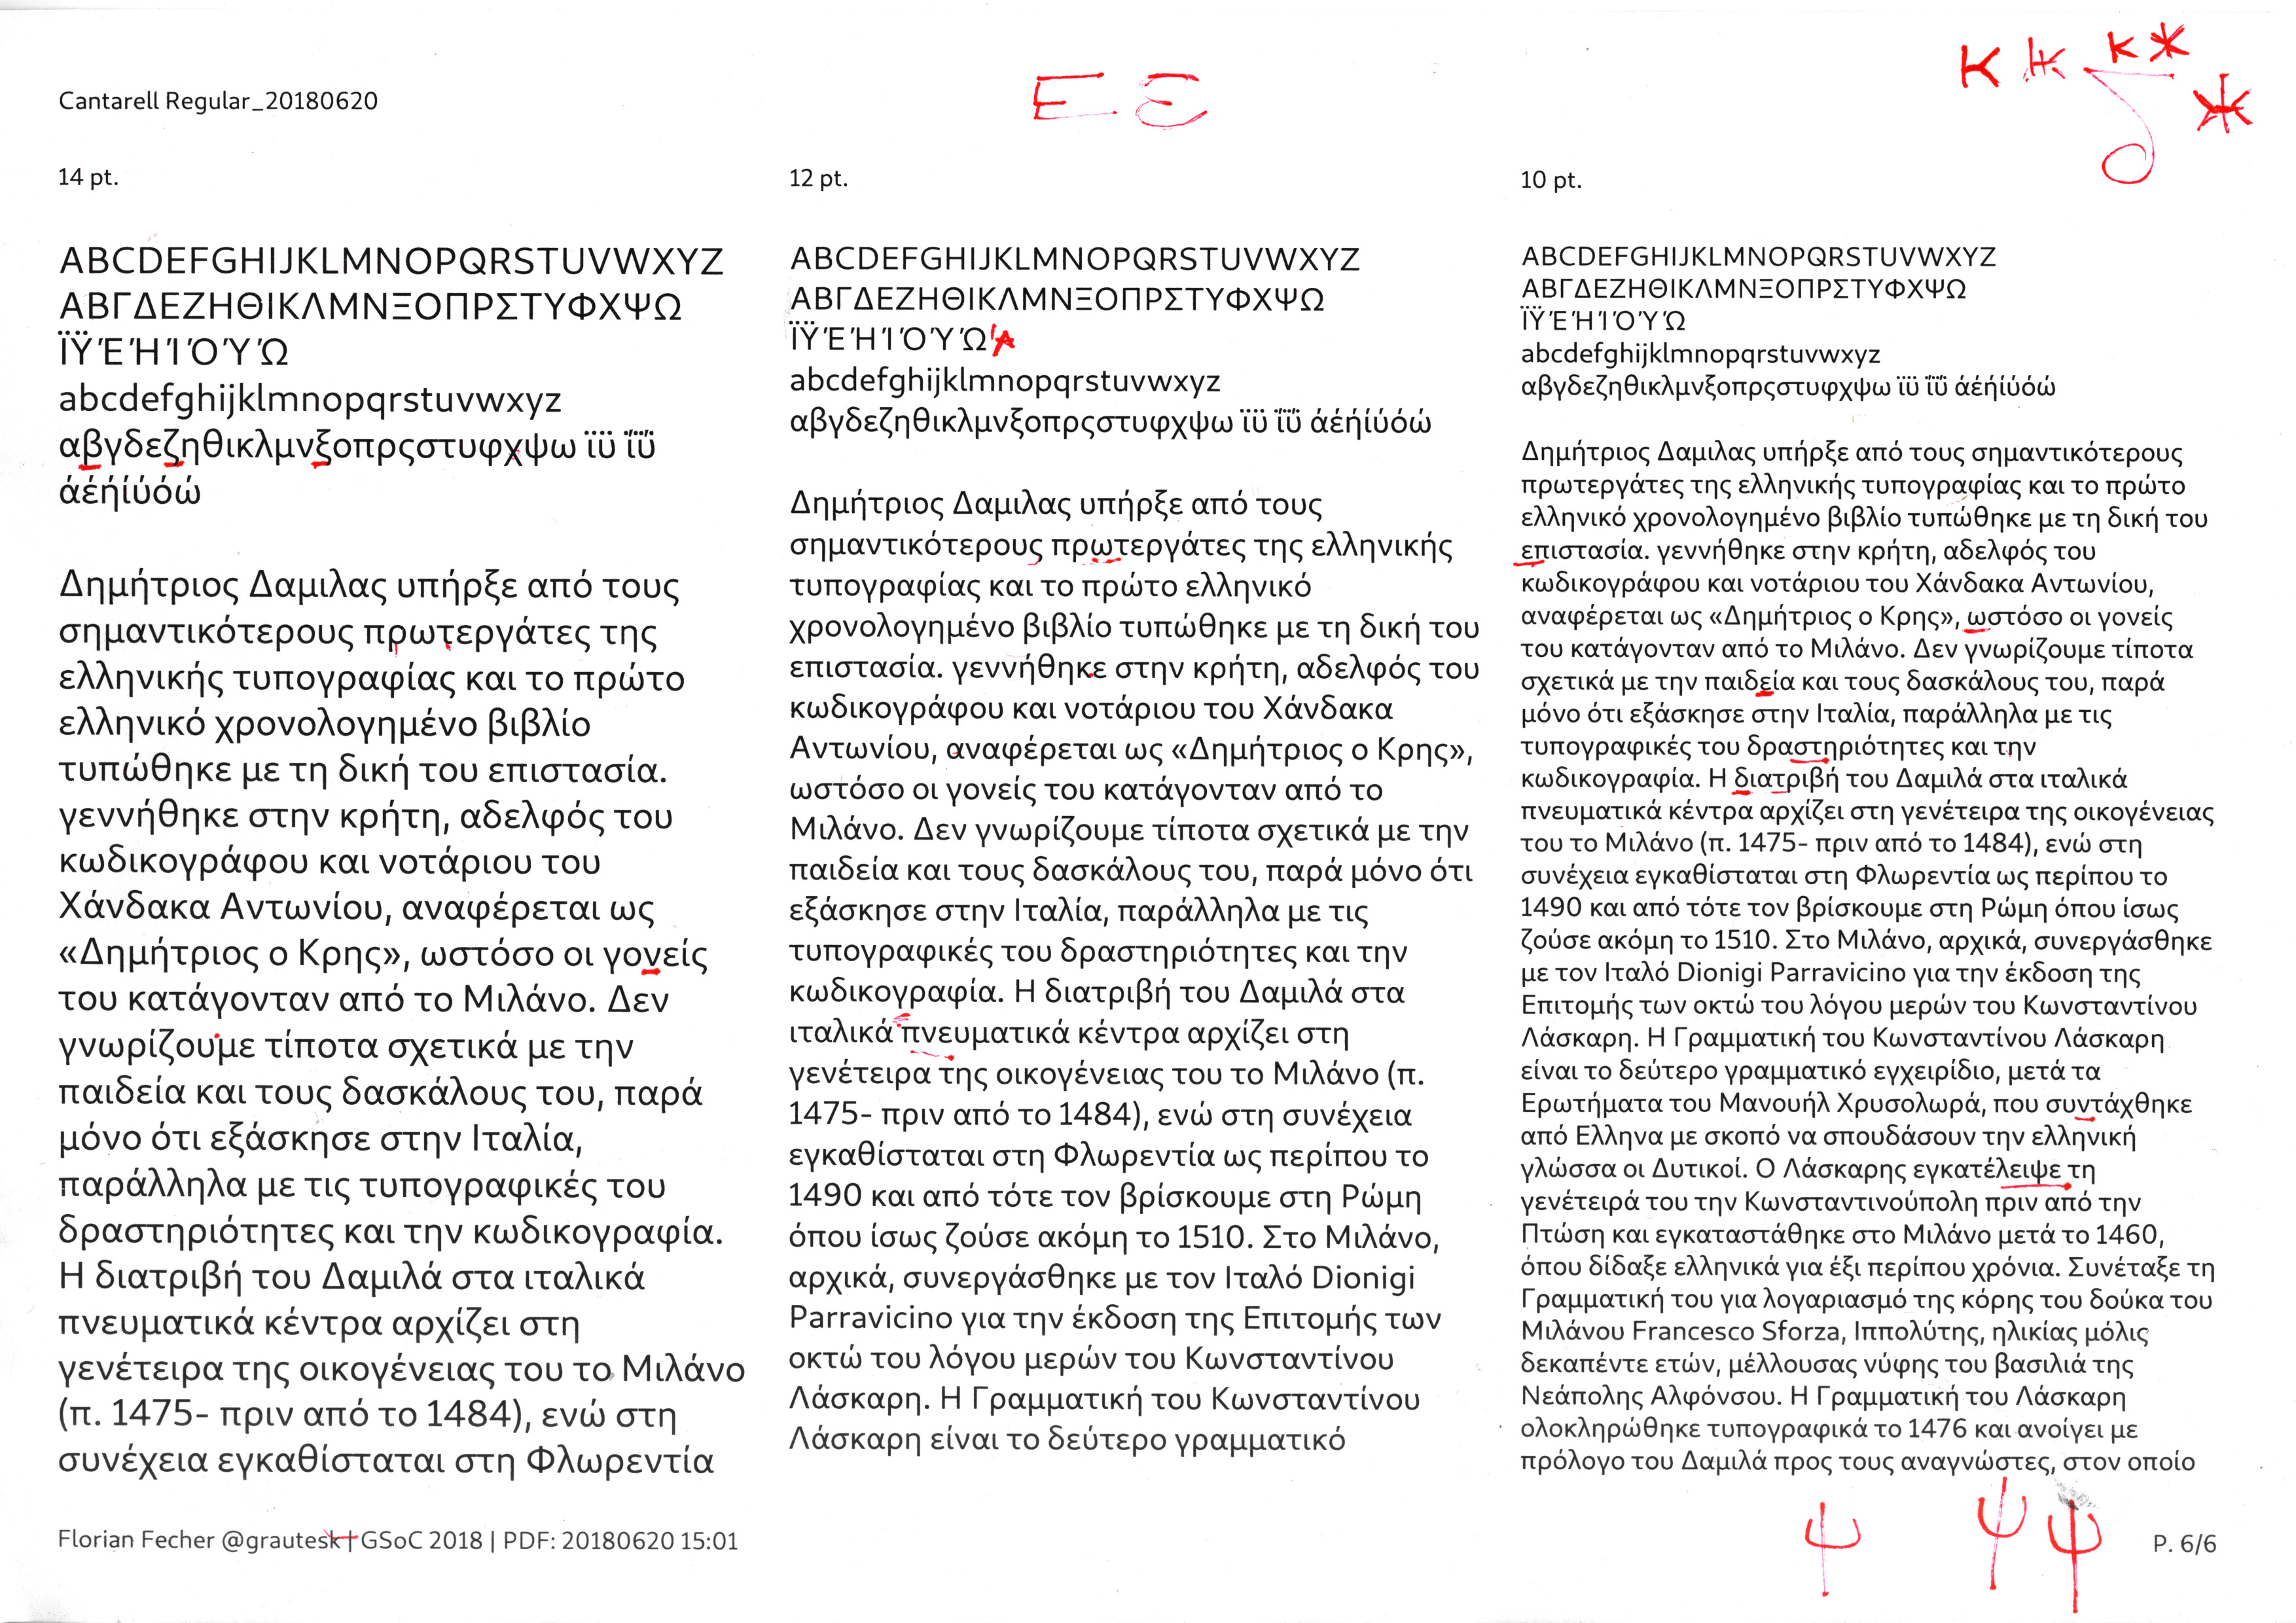 Cantarell Regular_20180620
E ε
κ κ κ ж
ж
14 pt.
ABCDEFGHIJKLMNOPQRSTUVWXYZ
ΑΒΓΔΕΖΗΘΙΚΛΜΝΞΟΠΡΣΤΥΦΧΨΩ
ΪΫΈΉΊΌΎΏ
abcdefghijklmnopqrstuvwxyz
αβγδεζηθικλμνξοπρςστυφχψω ϊϋ ΐΰ
άέήίύόώ
Δημήτριος Δαμιλας υπήρξε από τους
σημαντικότερους πρωτεργάτες της
ελληνικής τυπογραφίας και το πρώτο
ελληνικό χρονολογημένο βιβλίο
τυπώθηκε με τη δική του επιστασία.
γεννήθηκε στην κρήτη, αδελφός του
κωδικογράφου και νοτάριου του
Χάνδακα Αντωνίου, αναφέρεται ως
«Δημήτριος ο Κρης», ωστόσο οι γονείς
του κατάγονταν από το Μιλάνο. Δεν
γνωρίζουμε τίποτα σχετικά με την
παιδεία και τους δασκάλους του, παρά
μόνο ότι εξάσκησε στην Ιταλία,
παράλληλα με τις τυπογραφικές του
δραστηριότητες και την κωδικογραφία.
Η διατριβή του Δαμιλά στα ιταλικά
πνευματικά κέντρα αρχίζει στη
γενέτειρα της οικογένειας του το Μιλάνο
(π. 1475- πριν από το 1484), ενώ στη
συνέχεια εγκαθίσταται στη Φλωρεντία
12 pt.
ABCDEFGHIJKLMNOPQRSTUVWXYZ
ΑΒΓΔΕΖΗΘΙΚΛΜΝΞΟΠΡΣΤΥΦΧΨΩ
ΪΫΈΉΊΌΎΏ Ά
abcdefghijklmnopqrstuvwxyz
αβγδεζηθικλμνξοπρςστυφχψω ϊϋ ΐΰ άέήίύόώ
Δημήτριος Δαμιλας υπήρξε από τους
σημαντικότερους πρωτεργάτες της ελληνικής
τυπογραφίας και το πρώτο ελληνικό
χρονολογημένο βιβλίο τυπώθηκε με τη δική του
επιστασία. γεννήθηκε στην κρήτη, αδελφός του
κωδικογράφου και νοτάριου του Χάνδακα
Αντωνίου, αναφέρεται ως «Δημήτριος ο Κρης»,
ωστόσο οι γονείς του κατάγονταν από το
Μιλάνο. Δεν γνωρίζουμε τίποτα σχετικά με την
παιδεία και τους δασκάλους του, παρά μόνο ότι
εξάσκησε στην Ιταλία, παράλληλα με τις
τυπογραφικές του δραστηριότητες και την
κωδικογραφία. Η διατριβή του Δαμιλά στα
ιταλικά πνευματικά κέντρα αρχίζει στη
γενέτειρα της οικογένειας του το Μιλάνο (π.
1475- πριν από το 1484), ενώ στη συνέχεια
εγκαθίσταται στη Φλωρεντία ως περίπου το
1490 και από τότε τον βρίσκουμε στη Ρώμη
όπου ίσως ζούσε ακόμη το 1510. Στο Μιλάνο,
αρχικά, συνεργάσθηκε με τον Ιταλό Dionigi
Parravicino για την έκδοση της Επιτομής των
οκτώ του λόγου μερών του Κωνσταντίνου
Λάσκαρη. Η Γραμματική του Κωνσταντίνου
Λάσκαρη είναι το δεύτερο γραμματικό
10 pt.
ABCDEFGHIJKLMNOPQRSTUVWXYZ
ΑΒΓΔΕΖΗΘΙΚΛΜΝΞΟΠΡΣΤΥΦΧΨΩ
ΪΫΈΉΊΌΎΏ
abcdefghijklmnopqrstuvwxyz
αβγδεζηθικλμνξοπρςστυφχψω ϊϋ ΐΰ άέήίύόώ
Δημήτριος Δαμιλας υπήρξε από τους σημαντικότερους
πρωτεργάτες της ελληνικής τυπογραφίας και το πρώτο
ελληνικό χρονολογημένο βιβλίο τυπώθηκε με τη δική του
επιστασία. γεννήθηκε στην κρήτη, αδελφός του
κωδικογράφου και νοτάριου του Χάνδακα Αντωνίου,
αναφέρεται ως «Δημήτριος ο Κρης», ωστόσο οι γονείς
του κατάγονταν από το Μιλάνο. Δεν γνωρίζουμε τίποτα
σχετικά με την παιδεία και τους δασκάλους του, παρά
μόνο ότι εξάσκησε στην Ιταλία, παράλληλα με τις
τυπογραφικές του δραστηριότητες και την
κωδικογραφία. Η διατριβή του Δαμιλά στα ιταλικά
πνευματικά κέντρα αρχίζει στη γενέτειρα της οικογένειας
του το Μιλάνο (π. 1475- πριν από το 1484), ενώ στη
συνέχεια εγκαθίσταται στη Φλωρεντία ως περίπου το
1490 και από τότε τον βρίσκουμε στη Ρώμη όπου ίσως
ζούσε ακόμη το 1510. Στο Μιλάνο, αρχικά, συνεργάσθηκε
με τον Ιταλό Dionigi Parravicino για την έκδοση της
Επιτομής των οκτώ του λόγου μερών του Κωνσταντίνου
Λάσκαρη. Η Γραμματική του Κωνσταντίνου Λάσκαρη
είναι το δεύτερο γραμματικό εγχειρίδιο, μετά τα
Ερωτήματα του Μανουήλ Χρυσολωρά, που συντάχθηκε
από Ελληνα με σκοπό να σπουδάσουν την ελληνική
γλώσσα οι Δυτικοί. Ο Λάσκαρης εγκατέλειψε τη
γενέτειρά του την Κωνσταντινούπολη πριν από την
Πτώση και εγκαταστάθηκε στο Μιλάνο μετά το 1460,
όπου δίδαξε ελληνικά για έξι περίπου χρόνια. Συνέταξε τη
Γραμματική του για λογαριασμό της κόρης του δούκα του
Μιλάνου Francesco Sforza, Ιππολύτης, ηλικίας μόλις
δεκαπέντε ετών, μέλλουσας νύφης του βασιλιά της
Νεάπολης Αλφόνσου. Η Γραμματική του Λάσκαρη
ολοκληρώθηκε τυπογραφικά το 1476 και ανοίγει με
πρόλογο του Δαμιλά προς τους αναγνώστες, στον οποίο
ψ ψ ψ
Florian Fecher @grautesk | GSoC 2018 | PDF: 20180620 15:01
P. 6/6